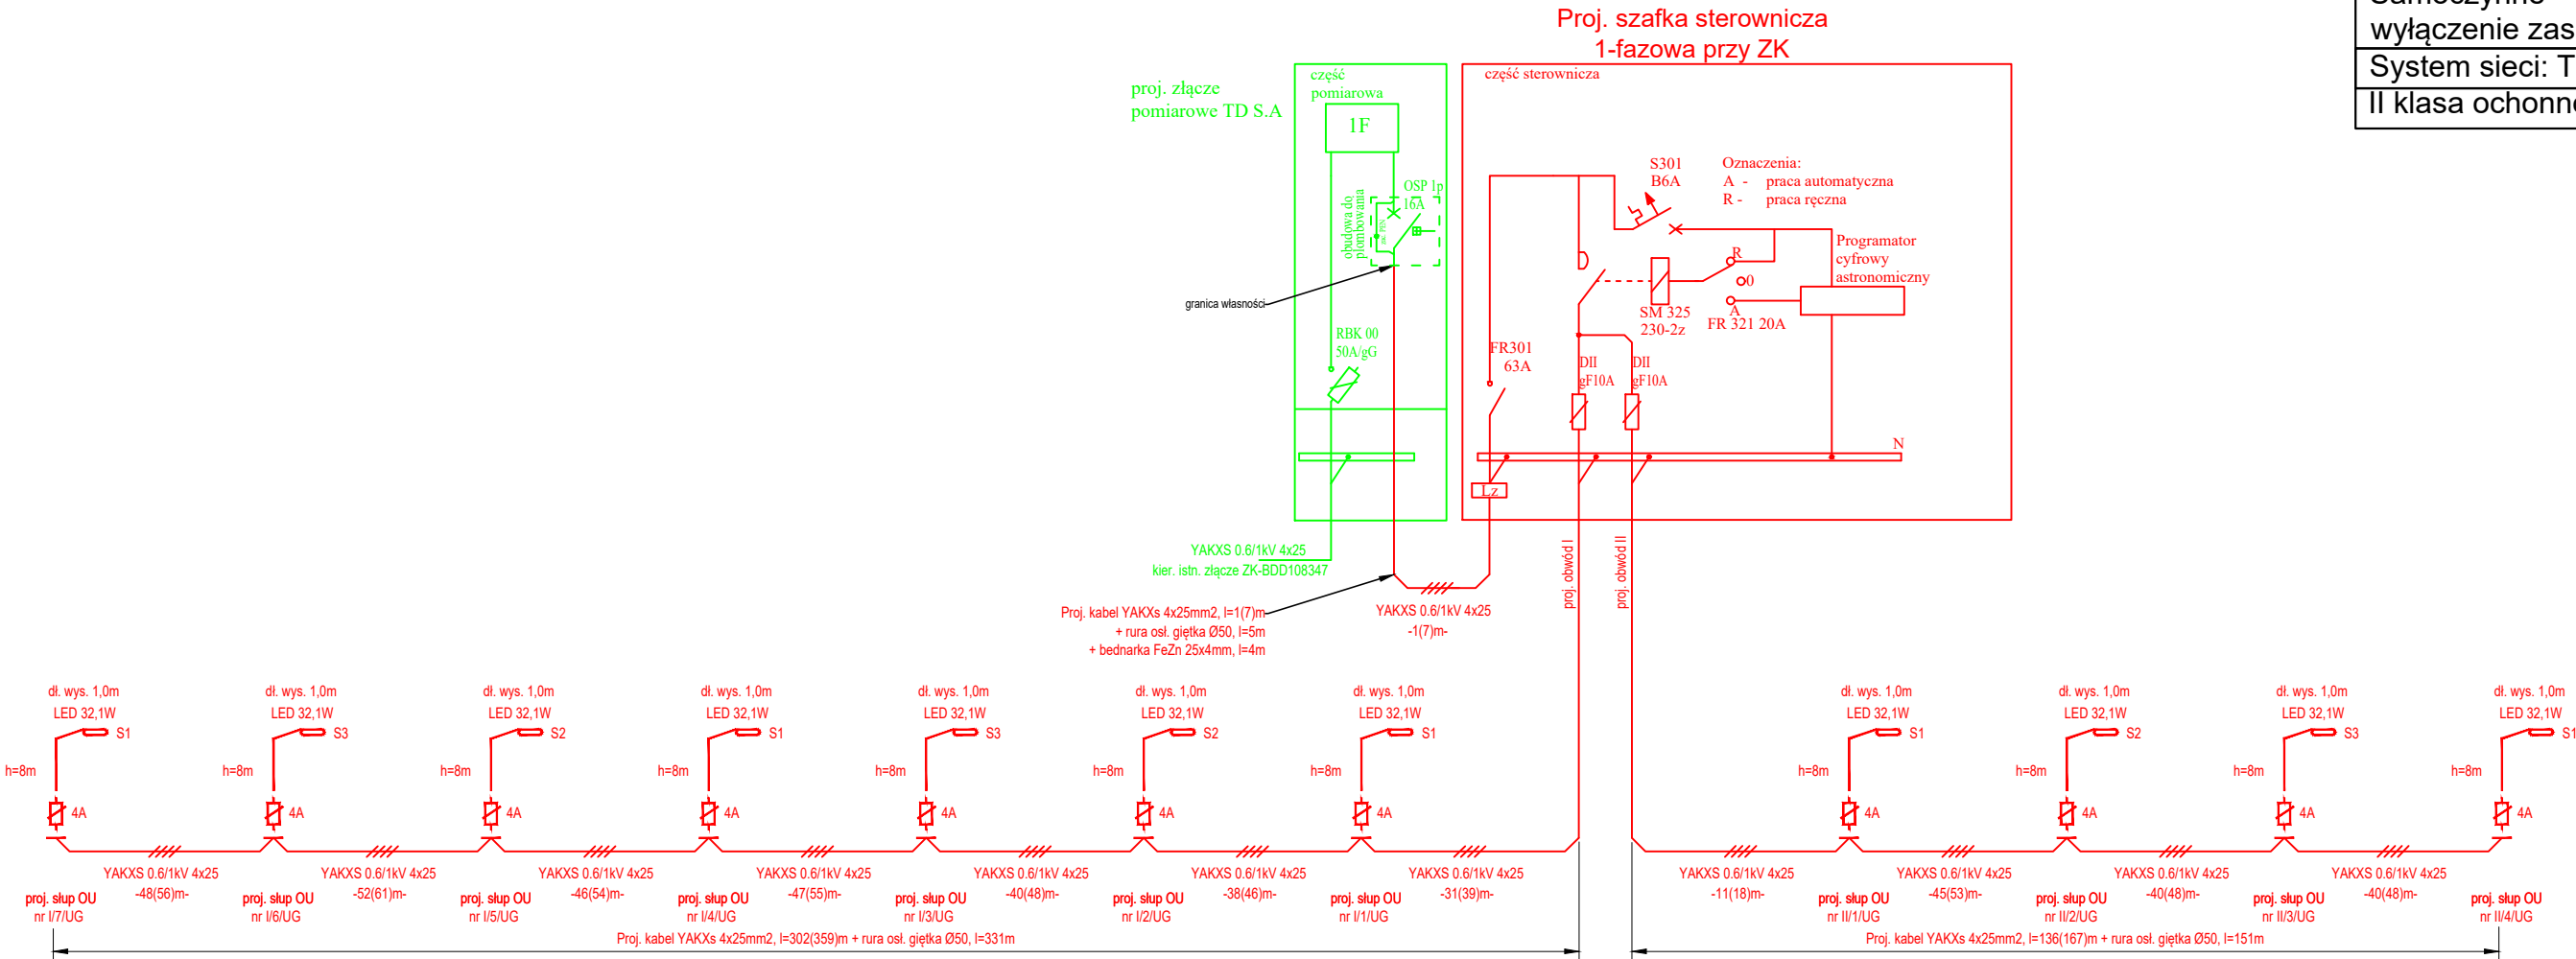 Proj. szafka sterownicza
1-fazowa przy ZK
wyłączenie
System sieci:
II klasa
proj. złącze
pomiarowe TD S.A
część
pomiarowa
1F
OSP 1p
16A
obudowa do
plombowania
granica własności
RBK 00
50A/gG
YAKXS 0.6/1kV 4x25
kier. istn. złącze ZK-BDD108347
część sterownicza
S301
B6A
Oznaczenia:
A - praca automatyczna
R - praca ręczna
Programator
cyfrowy
astronomiczny
R
0
A
SM 325
230-2z
FR 321 20A
FR301
63A
DII
gF10A
DII
gF10A
N
Lz
proj. obwód I
proj. obwód II
Proj. kabel YAKXs 4x25mm2, l=1(7)m
+ rura osł. giętka Ø50, l=5m
+ bednarka FeZn 25x4mm, l=4m
YAKXS 0.6/1kV 4x25
-1(7)m-
dł. wys. 1,0m
LED 32,1W
S1
h=8m
4A
dł. wys. 1,0m
LED 32,1W
S3
h=8m
4A
dł. wys. 1,0m
LED 32,1W
S2
h=8m
4A
dł. wys. 1,0m
LED 32,1W
S1
h=8m
4A
dł. wys. 1,0m
LED 32,1W
S3
h=8m
4A
dł. wys. 1,0m
LED 32,1W
S2
h=8m
4A
dł. wys. 1,0m
LED 32,1W
S1
h=8m
4A
dł. wys. 1,0m
LED 32,1W
S1
h=8m
4A
dł. wys. 1,0m
LED 32,1W
S2
h=8m
4A
dł. wys. 1,0m
LED 32,1W
S3
h=8m
4A
dł. wys. 1,0m
LED 32,1W
S1
h=8m
4A
proj. słup OU
nr I/7/UG
YAKXS 0.6/1kV 4x25
-48(56)m-
proj. słup OU
nr I/6/UG
YAKXS 0.6/1kV 4x25
-52(61)m-
proj. słup OU
nr I/5/UG
YAKXS 0.6/1kV 4x25
-46(54)m-
proj. słup OU
nr I/4/UG
YAKXS 0.6/1kV 4x25
-47(55)m-
proj. słup OU
nr I/3/UG
YAKXS 0.6/1kV 4x25
-40(48)m-
proj. słup OU
nr I/2/UG
YAKXS 0.6/1kV 4x25
-38(46)m-
proj. słup OU
nr I/1/UG
YAKXS 0.6/1kV 4x25
-31(39)m-
YAKXS 0.6/1kV 4x25
-11(18)m-
proj. słup OU
nr II/1/UG
YAKXS 0.6/1kV 4x25
-45(53)m-
proj. słup OU
nr II/2/UG
YAKXS 0.6/1kV 4x25
-40(48)m-
proj. słup OU
nr II/3/UG
YAKXS 0.6/1kV 4x25
-40(48)m-
proj. słup OU
nr II/4/UG
Proj. kabel YAKXs 4x25mm2, l=302(359)m + rura osł. giętka Ø50, l=331m
Proj. kabel YAKXs 4x25mm2, l=136(167)m + rura osł. giętka Ø50, l=151m